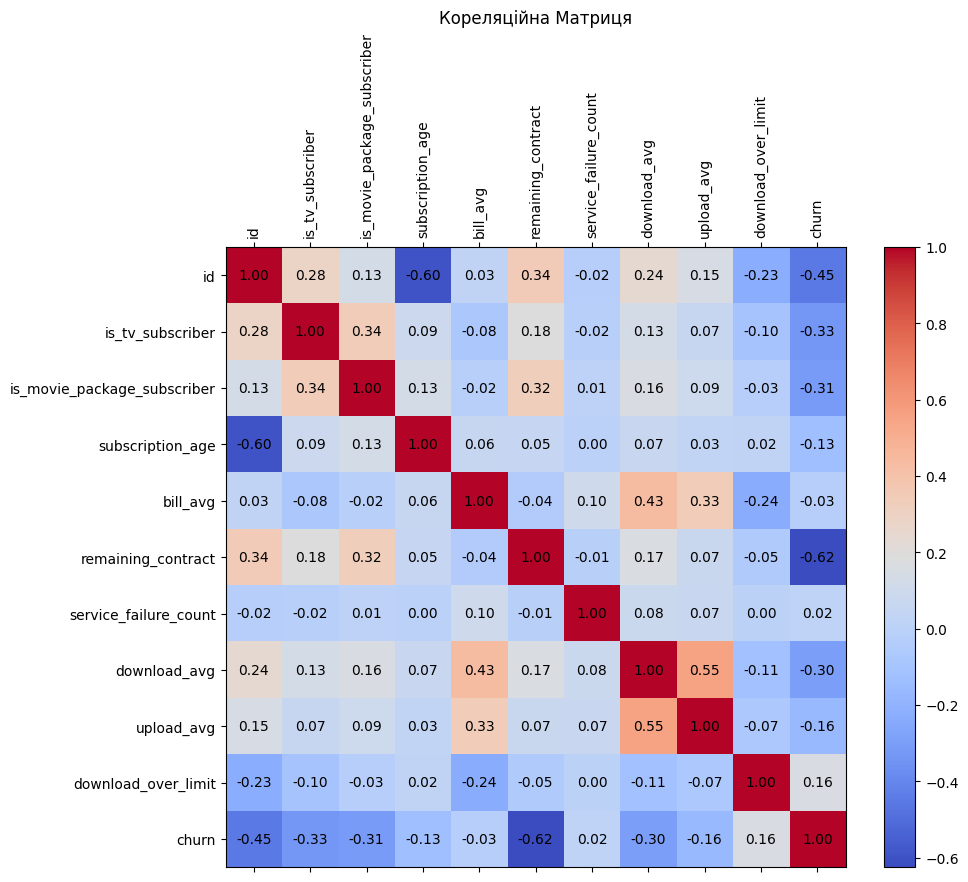 Кореляційна Матриця
id
is_tv_subscriber
is_movie_package_subscriber
subscription_age
bill_avg
remaining_contract
service_failure_count
download_avg
upload_avg
download_over_limit
churn
id 1.00 0.28 0.13 -0.60 0.03 0.34 -0.02 0.24 0.15 -0.23 -0.45
is_tv_subscriber 0.28 1.00 0.34 0.09 -0.08 0.18 -0.02 0.13 0.07 -0.10 -0.33
is_movie_package_subscriber 0.13 0.34 1.00 0.13 -0.02 0.32 0.01 0.16 0.09 -0.03 -0.31
subscription_age -0.60 0.09 0.13 1.00 0.06 0.05 0.00 0.07 0.03 0.02 -0.13
bill_avg 0.03 -0.08 -0.02 0.06 1.00 -0.04 0.10 0.43 0.33 -0.24 -0.03
remaining_contract 0.34 0.18 0.32 0.05 -0.04 1.00 -0.01 0.17 0.07 -0.05 -0.62
service_failure_count -0.02 -0.02 0.01 0.00 0.10 -0.01 1.00 0.08 0.07 0.00 0.02
download_avg 0.24 0.13 0.16 0.07 0.43 0.17 0.08 1.00 0.55 -0.11 -0.30
upload_avg 0.15 0.07 0.09 0.03 0.33 0.07 0.07 0.55 1.00 -0.07 -0.16
download_over_limit -0.23 -0.10 -0.03 0.02 -0.24 -0.05 0.00 -0.11 -0.07 1.00 0.16
churn -0.45 -0.33 -0.31 -0.13 -0.03 -0.62 0.02 -0.30 -0.16 0.16 1.00
1.0
0.8
0.6
0.4
0.2
0.0
−0.2
−0.4
−0.6